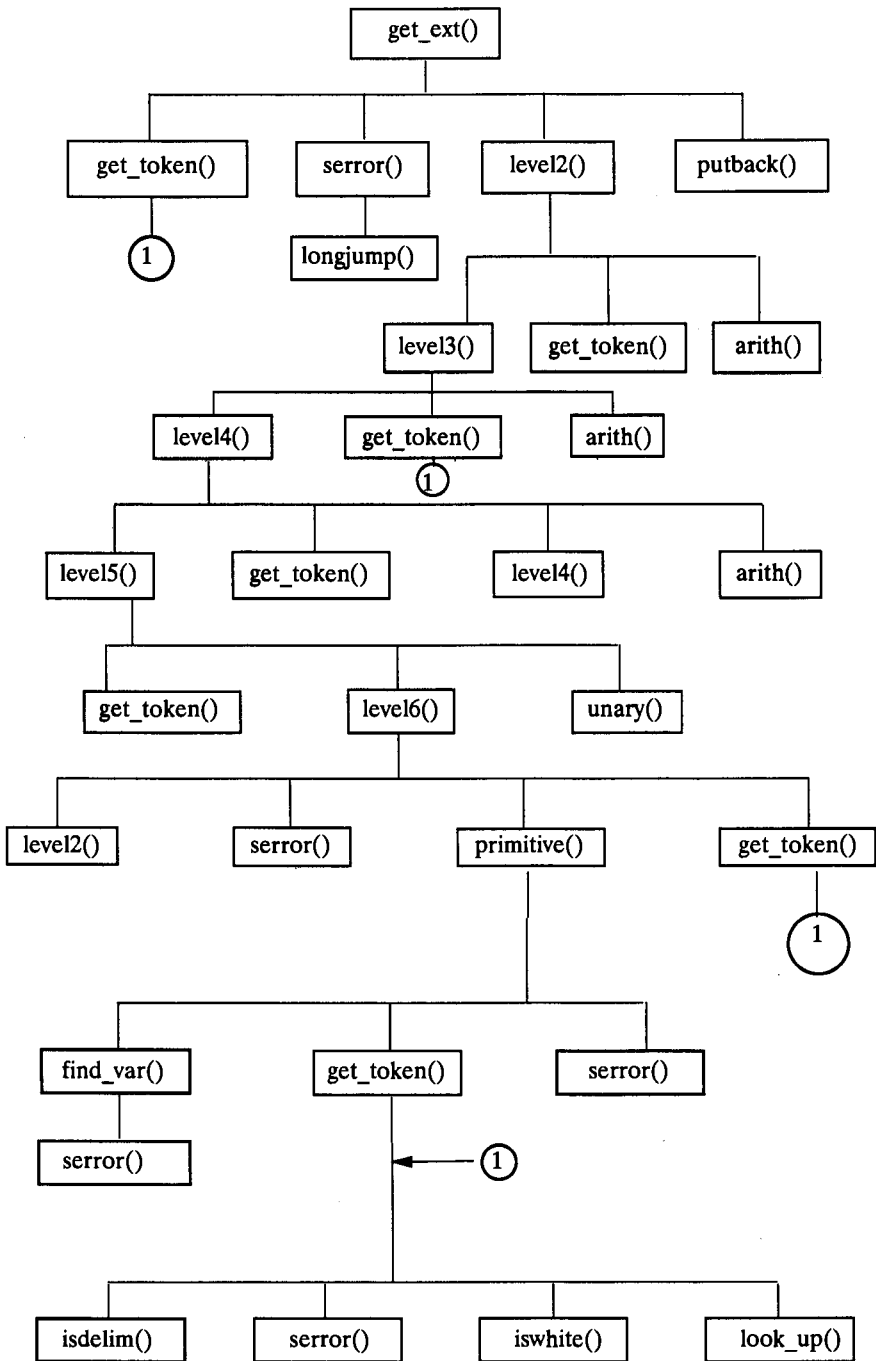 get_ext()
get_token()
serror()
level2()
putback()
1
longjump()
level3()
get_token()
arith()
level4()
get_token()
arith()
1
level5()
get_token()
level4()
arith()
get_token()
level6()
unary()
level2()
serror()
primitive()
get_token()
1
find_var()
get_token()
serror()
serror()
1
isdelim()
serror()
iswhite()
look_up()